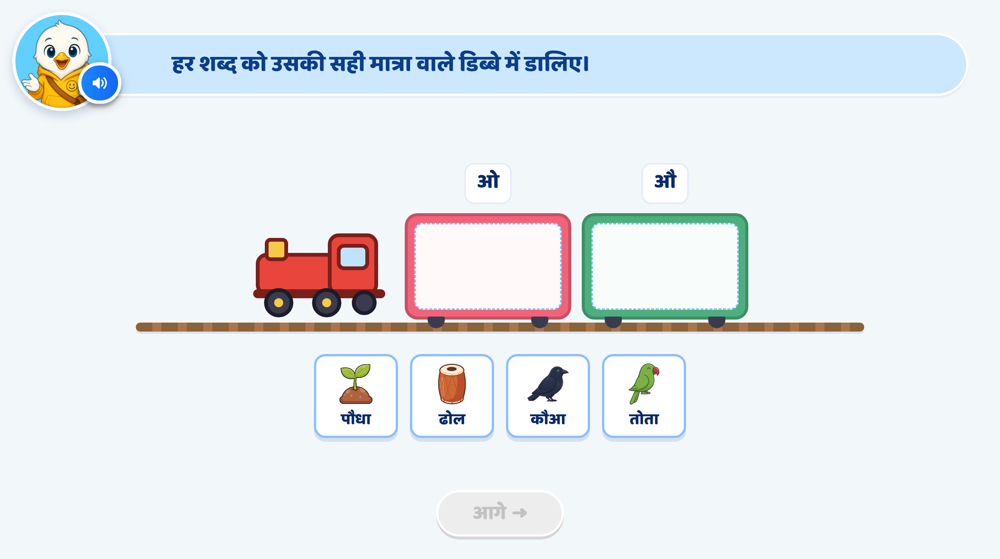 हर शब्द को उसकी सही मात्रा वाले डिब्बे में डालिए।
ओ
औ
पौधा
ढोल
कौआ
तोता
आगे →